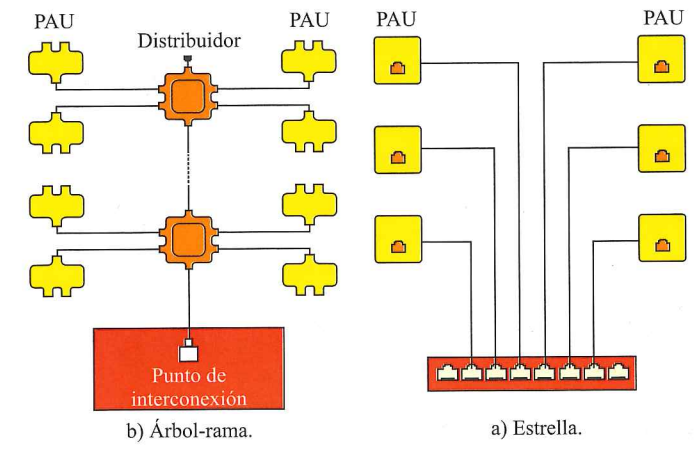 PAU
PAU
Distribuidor
Punto de
interconexión
b) Árbol-rama.
PAU
PAU
a) Estrella.